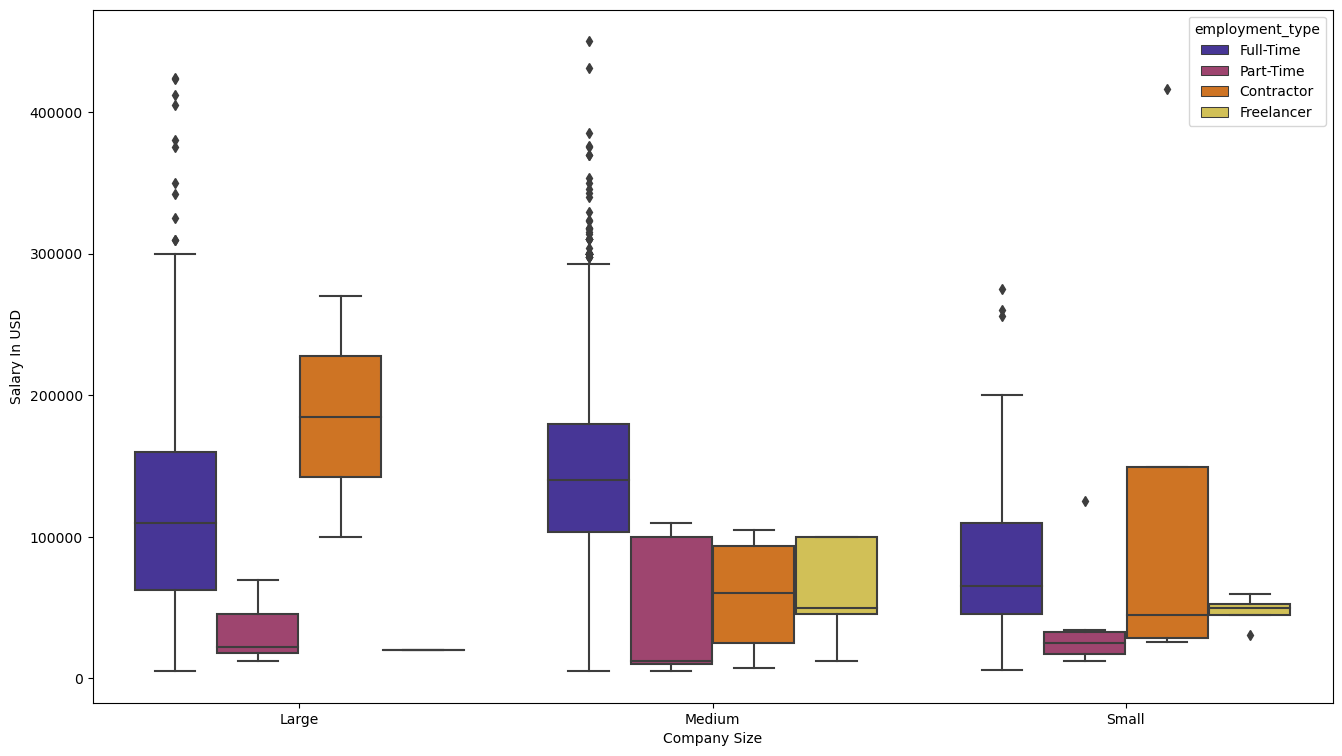 employment_type
Full-Time
Part-Time
Contractor
Freelancer
Salary In USD
400000
300000
200000
100000
0
Large
Medium
Small
Company Size